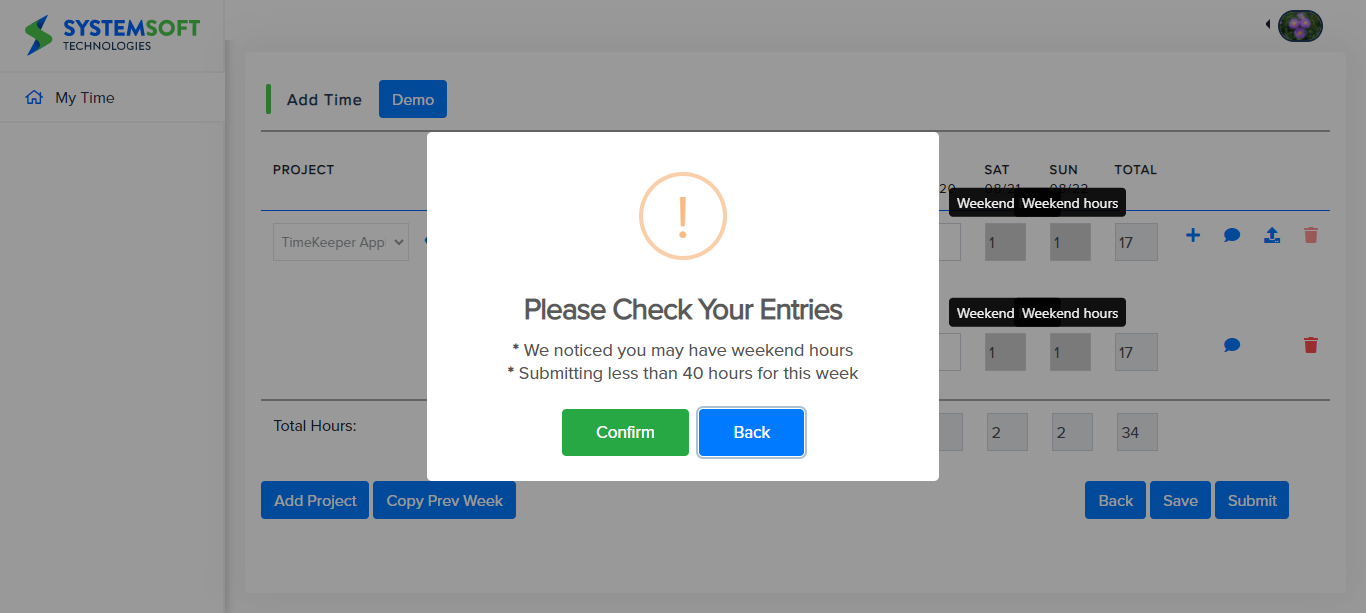 SYSTEMSOFT
TECHNOLOGIES
My Time
Add Time
Demo
PROJECT
SAT
SUN
TOTAL
20
08/21
08/22
Weekend
Weekend hours
TimeKeeper App
1
1
17
!
Please Check Your Entries
* We noticed you may have weekend hours
* Submitting less than 40 hours for this week
Confirm
Back
Weekend
Weekend hours
1
1
17
Total Hours:
2
2
34
Add Project
Copy Prev Week
Back
Save
Submit